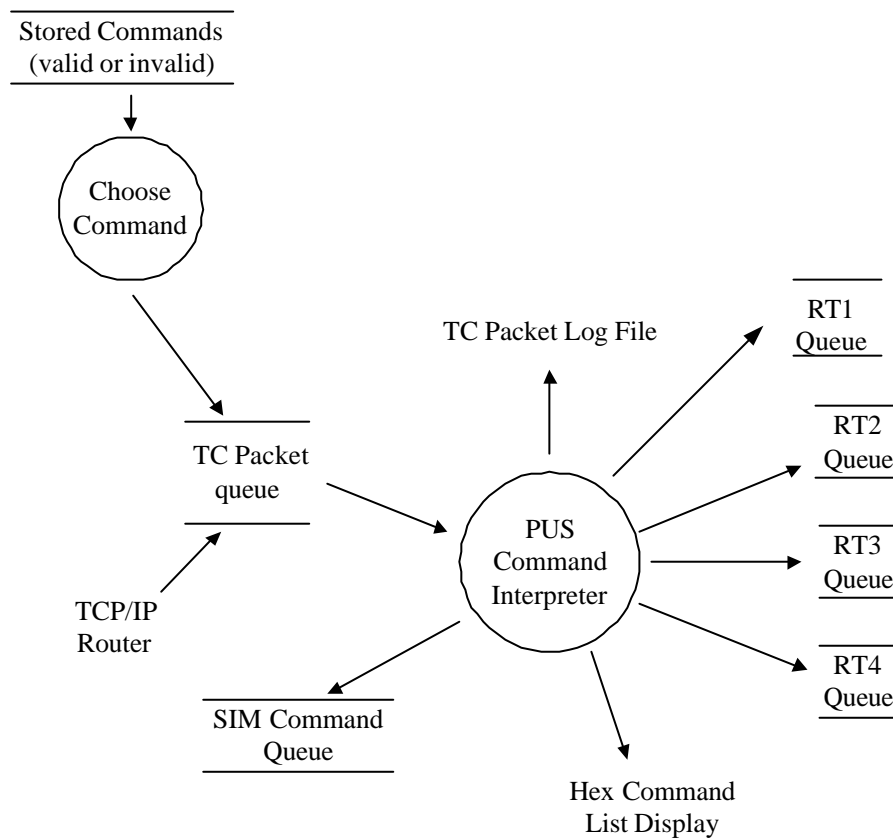 Stored Commands
(valid or invalid)
Choose
Command
TC Packet Log File
RT1
Queue
RT2
Queue
TC Packet
queue
PUS
Command
Interpreter
RT3
Queue
TCP/IP
Router
RT4
Queue
SIM Command
Queue
Hex Command
List Display